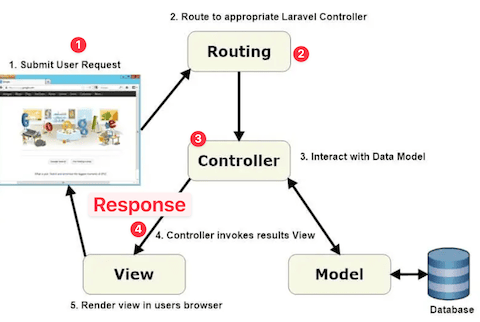 2. Route to appropriate Laravel Controller
1
1. Submit User Request
Routing
2
3
Controller
3. Interact with Data Model
Response
4
4. Controller invokes results View
View
Model
5. Render view in users browser
Database